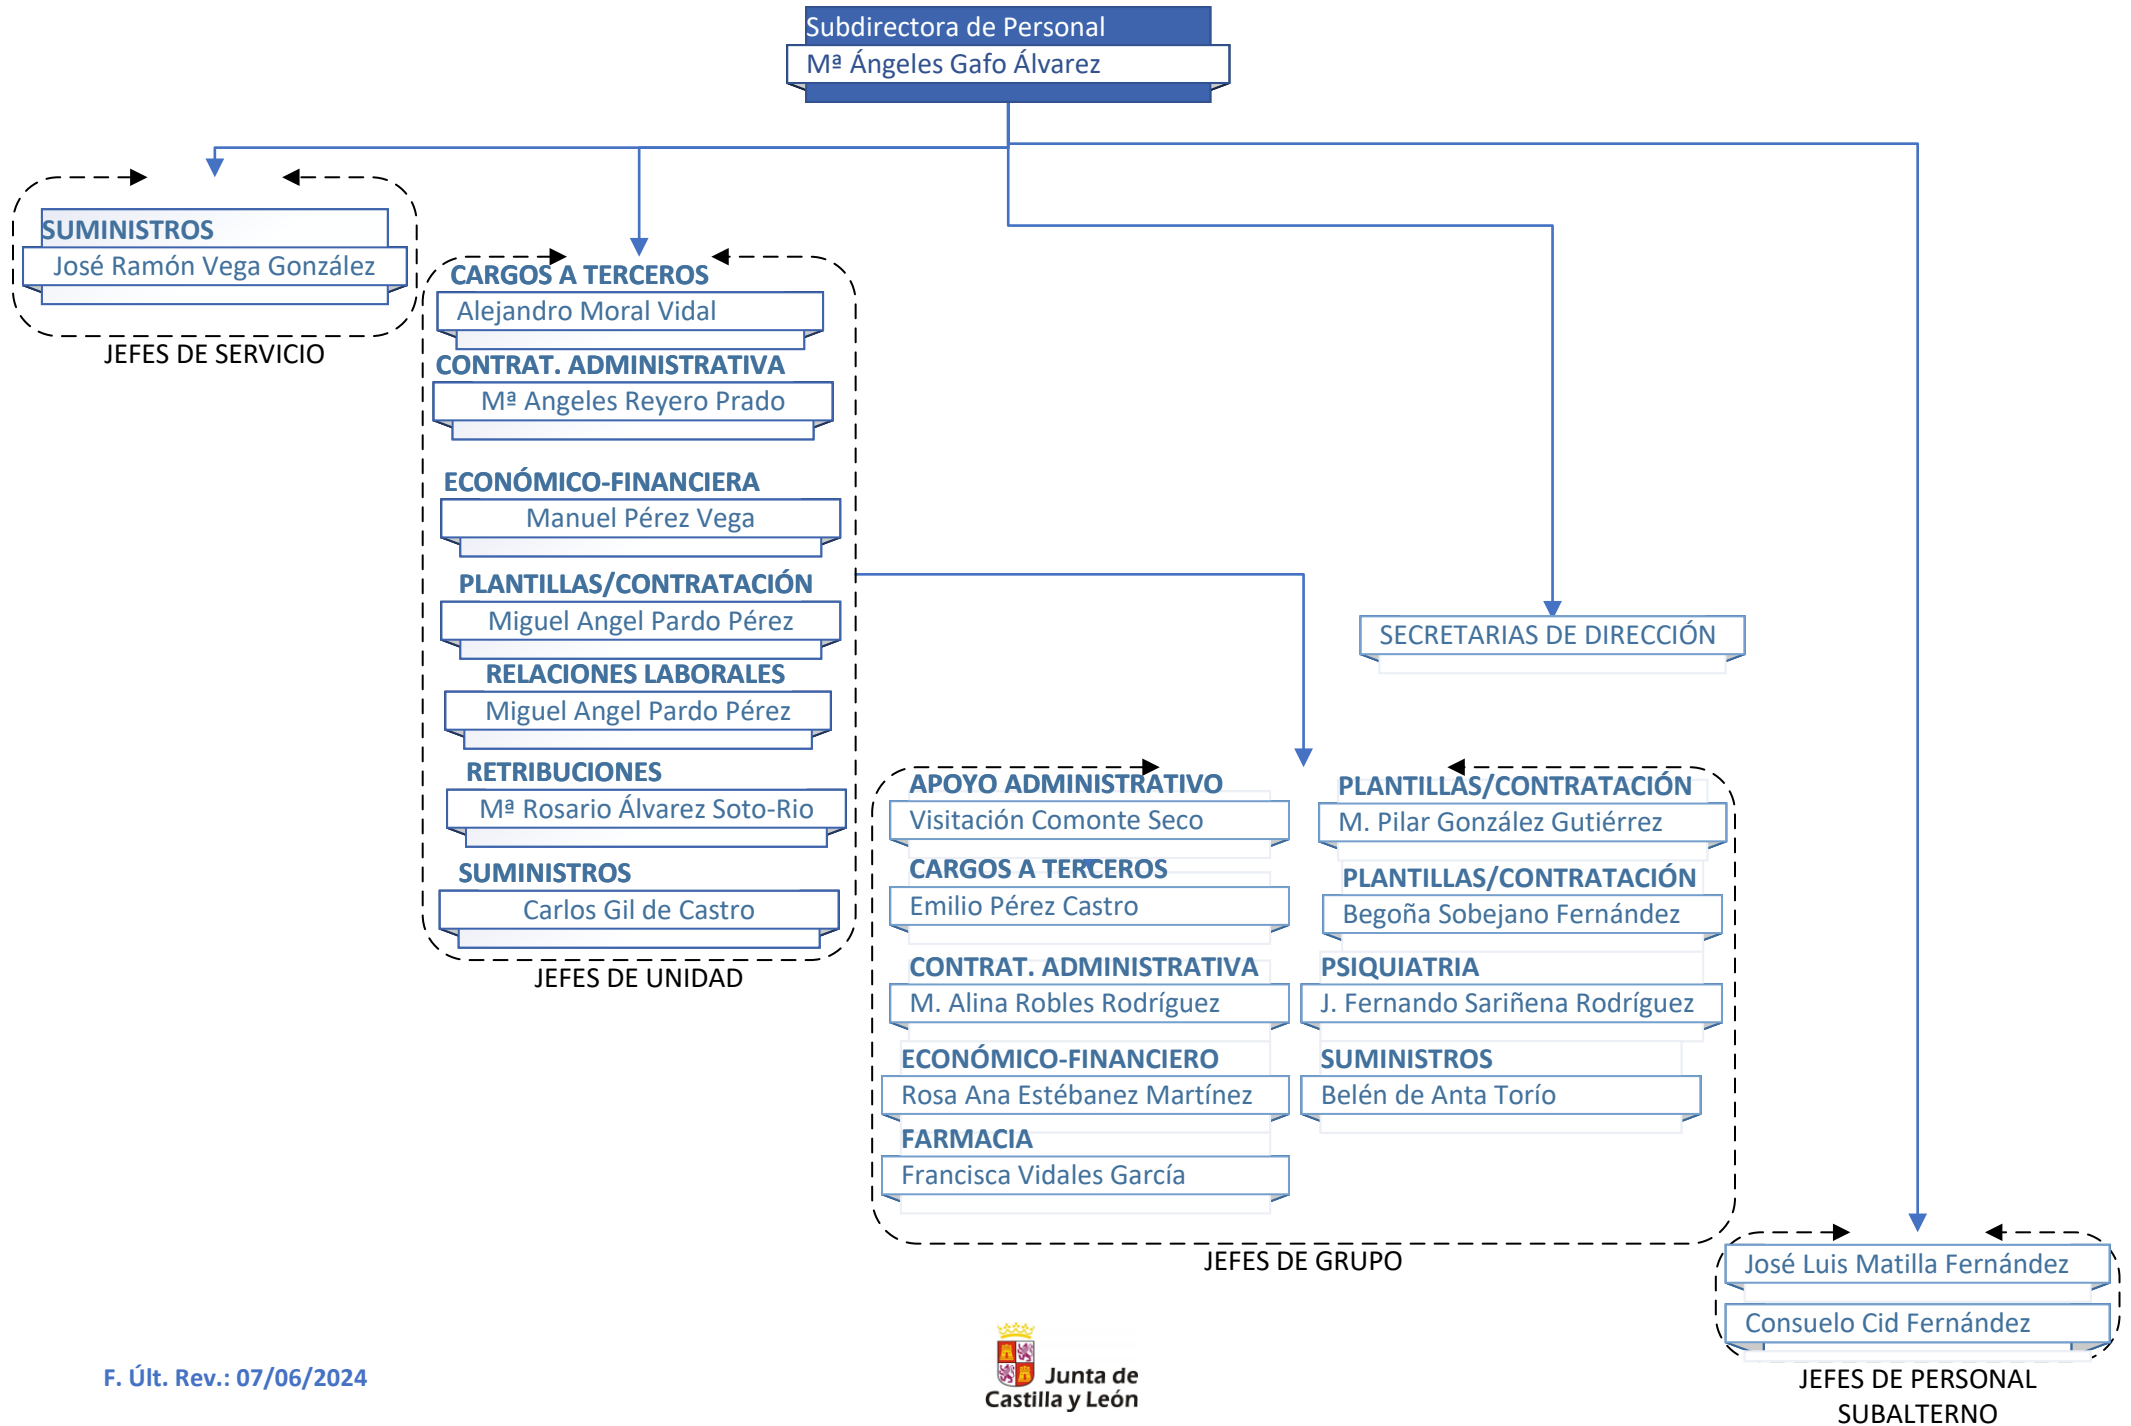 Subdirectora de Personal
Mª Ángeles Gafo Álvarez
SUMINISTROS
José Ramón Vega González
JEFES DE SERVICIO
CARGOS A TERCEROS
Alejandro Moral Vidal
CONTRAT. ADMINISTRATIVA
Mª Angeles Reyero Prado
ECONÓMICO-FINANCIERA
Manuel Pérez Vega
PLANTILLAS/CONTRATACIÓN
Miguel Angel Pardo Pérez
RELACIONES LABORALES
Miguel Angel Pardo Pérez
RETRIBUCIONES
Mª Rosario Álvarez Soto-Rio
SUMINISTROS
Carlos Gil de Castro
JEFES DE UNIDAD
SECRETARIAS DE DIRECCIÓN
APOYO ADMINISTRATIVO
Visitación Comonte Seco
CARGOS A TERCEROS
Emilio Pérez Castro
CONTRAT. ADMINISTRATIVA
M. Alina Robles Rodríguez
ECONÓMICO-FINANCIERO
Rosa Ana Estébanez Martínez
FARMACIA
Francisca Vidales García
PLANTILLAS/CONTRATACIÓN
M. Pilar González Gutiérrez
PLANTILLAS/CONTRATACIÓN
Begoña Sobejano Fernández
PSIQUIATRIA
J. Fernando Sariñena Rodríguez
SUMINISTROS
Belén de Anta Torío
JEFES DE GRUPO
José Luis Matilla Fernández
Consuelo Cid Fernández
JEFES DE PERSONAL
SUBALTERNO
F. Últ. Rev.: 07/06/2024
Junta de
Castilla y León